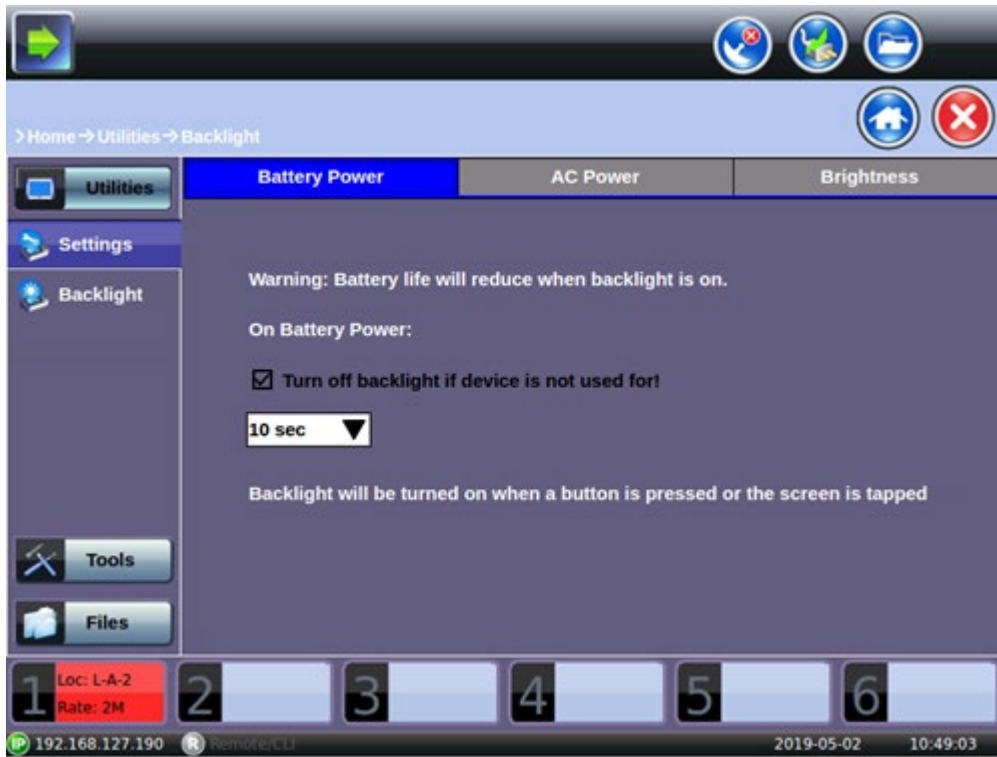 >Home→Utilities→Backlight
Utilities
Battery Power
AC Power
Brightness
Settings
Backlight
Warning: Battery life will reduce when backlight is on.
On Battery Power:
Turn off backlight if device is not used for!
10 sec
Backlight will be turned on when a button is pressed or the screen is tapped
Tools
Files
1
Loc: L-A-2
Rate: 2M
2
3
4
5
6
IP 192.168.127.190
R Remote/CLI
2019-05-02
10:49:03